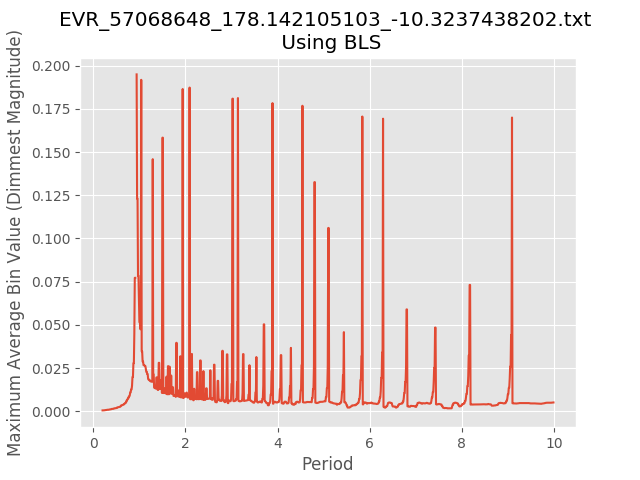 EVR_57068648_178.142105103_-10.3237438202.txt
Using BLS
Maximum Average Bin Value (Dimmest Magnitude)
0.200
0.175
0.150
0.125
0.100
0.075
0.050
0.025
0.000
0 2 4 6 8 10
Period